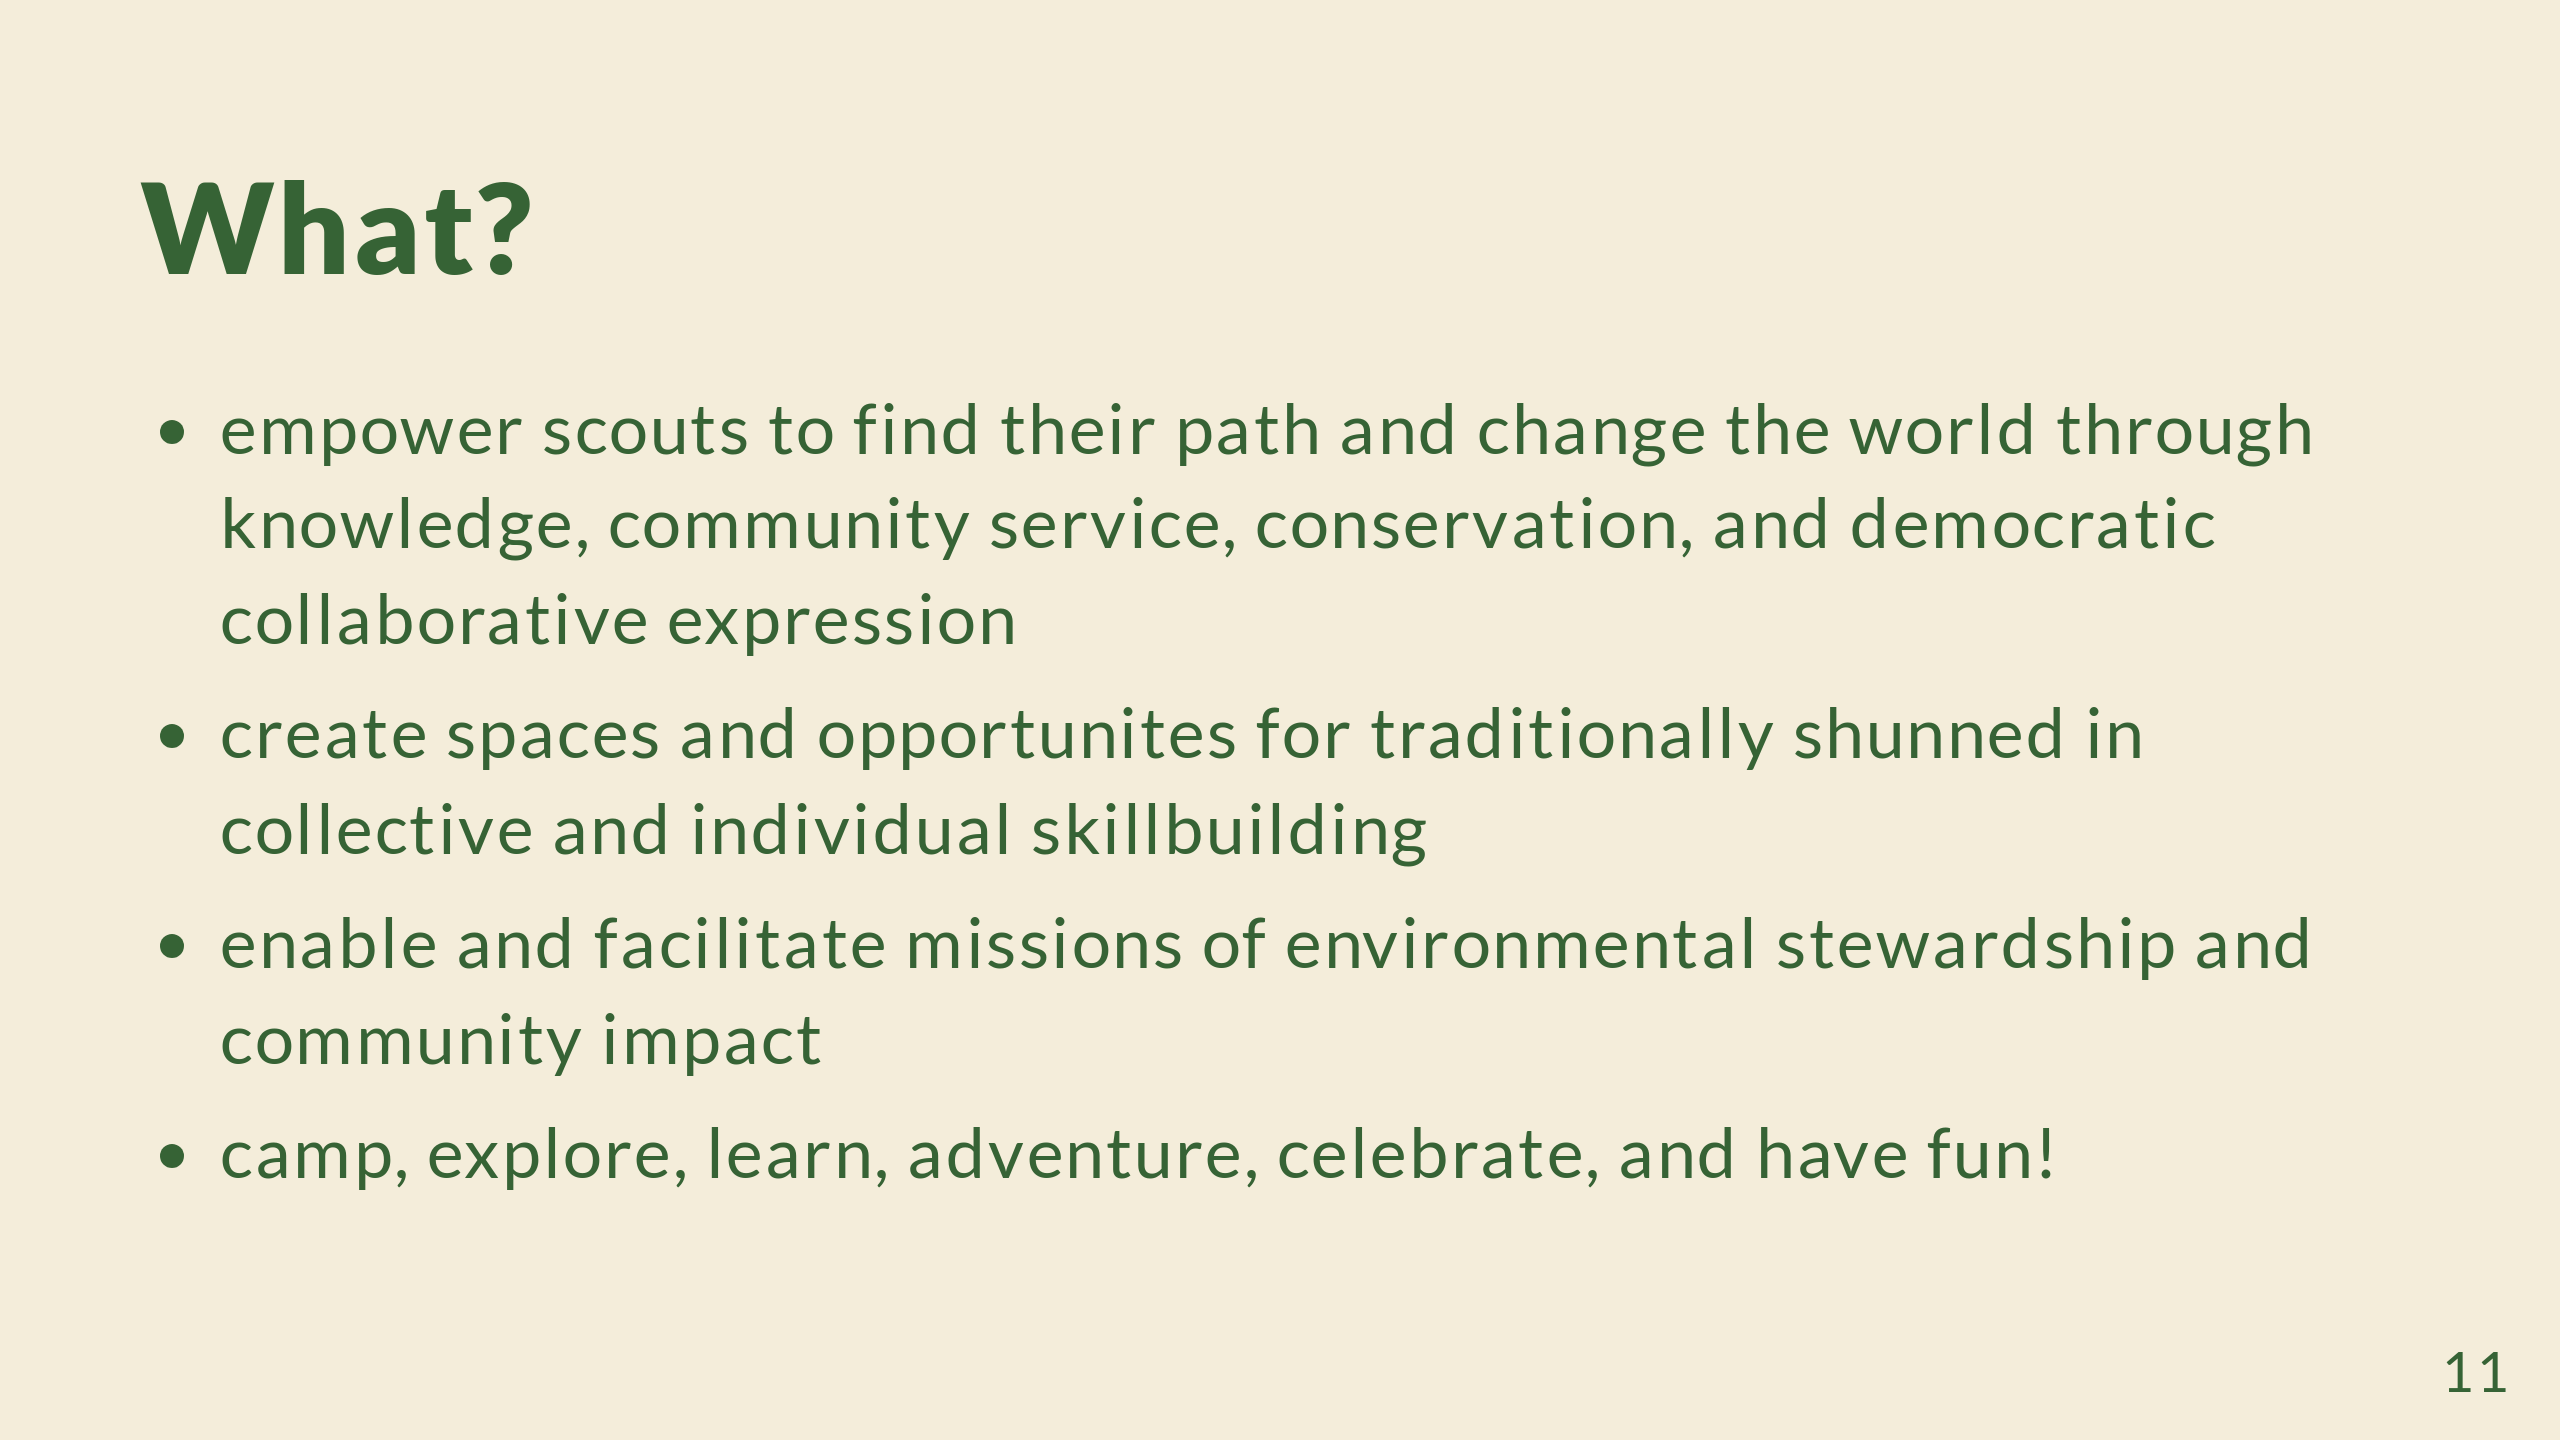 What?
• empower scouts to find their path and change the world through
knowledge, community service, conservation, and democratic
collaborative expression
• create spaces and opportunites for traditionally shunned in
collective and individual skillbuilding
• enable and facilitate missions of environmental stewardship and
community impact
• camp, explore, learn, adventure, celebrate, and have fun!
11